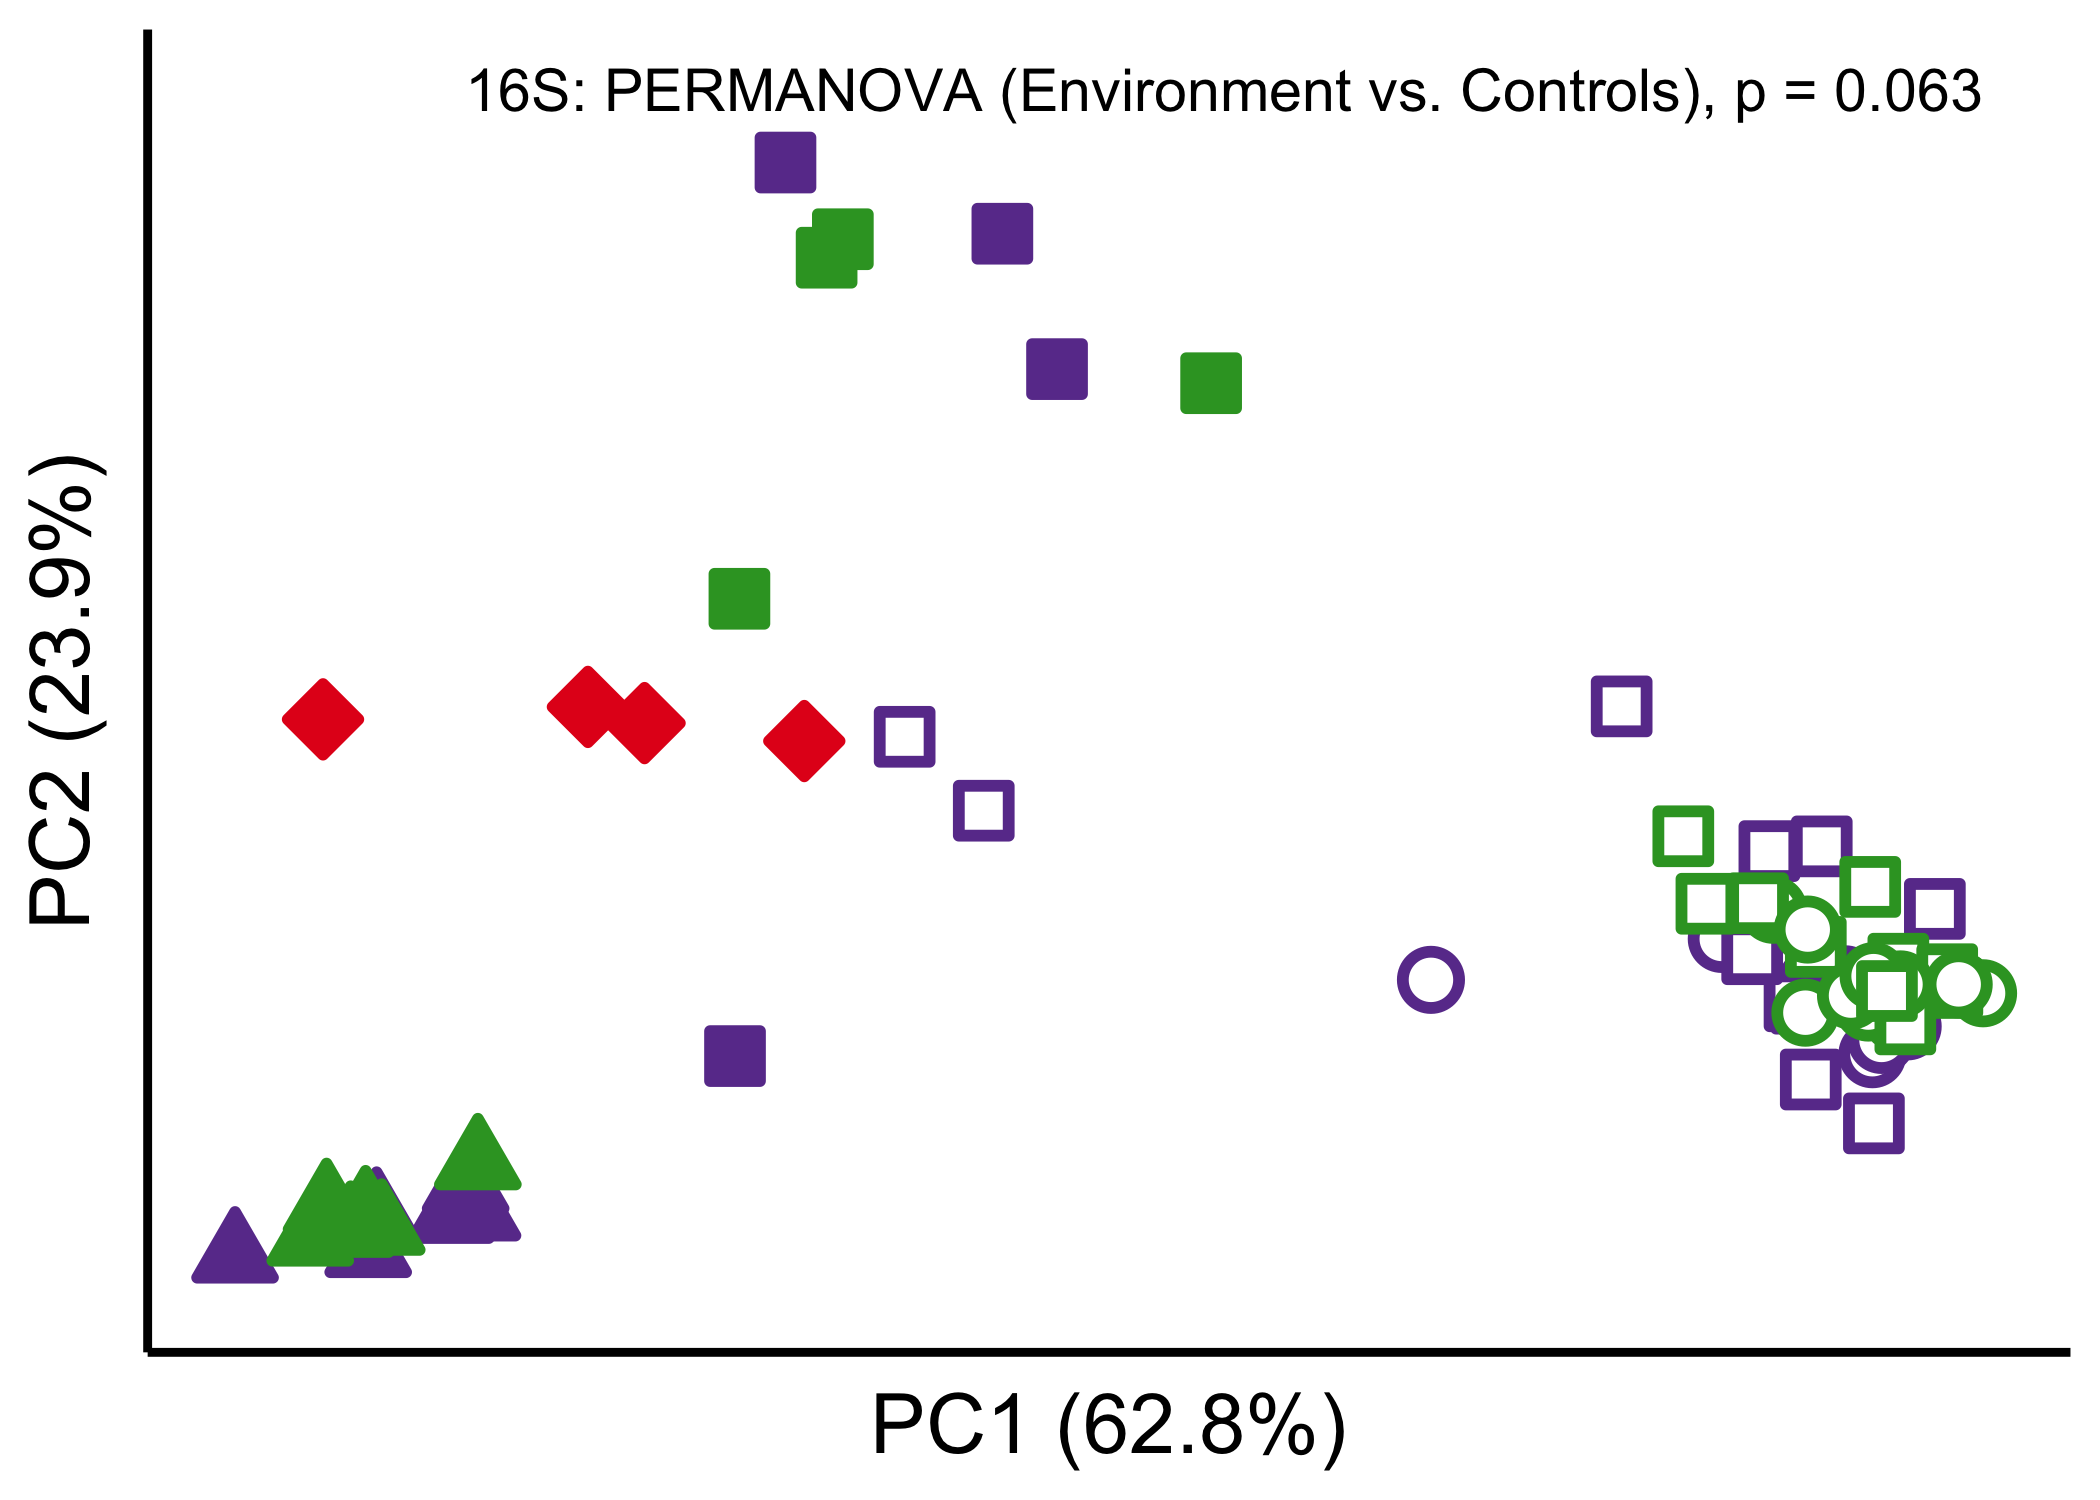 16S: PERMANOVA (Environment vs. Controls), p = 0.063
PC2 (23.9%)
PC1 (62.8%)